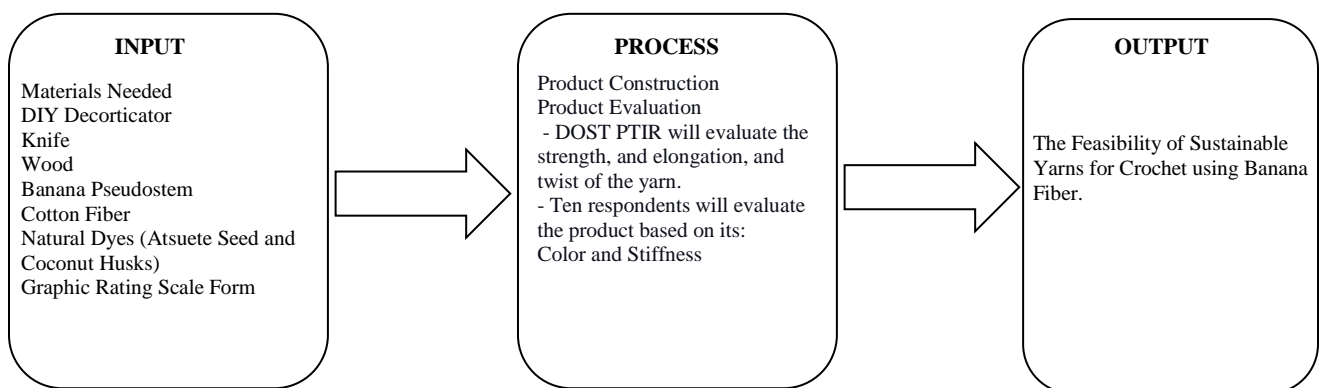 INPUT
Materials Needed
DIY Decorticator
Knife
Wood
Banana Pseudostem
Cotton Fiber
Natural Dyes (Atsuete Seed and
Coconut Husks)
Graphic Rating Scale Form
PROCESS
Product Construction
Product Evaluation
- DOST PTIR will evaluate the
strength, and elongation, and
twist of the yarn.
- Ten respondents will evaluate
the product based on its:
Color and Stiffness
OUTPUT
The Feasibility of Sustainable
Yarns for Crochet using Banana
Fiber.